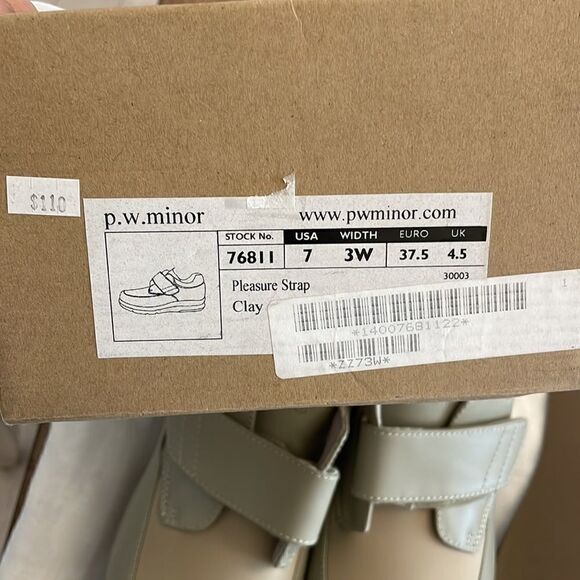 $110
p.w.minor www.pwminor.com
STOCK No. USA WIDTH EURO UK
76811 7 3W 37.5 4.5
Pleasure Strap 30003
Clay
*14007681122*
*ZZ73W*
1